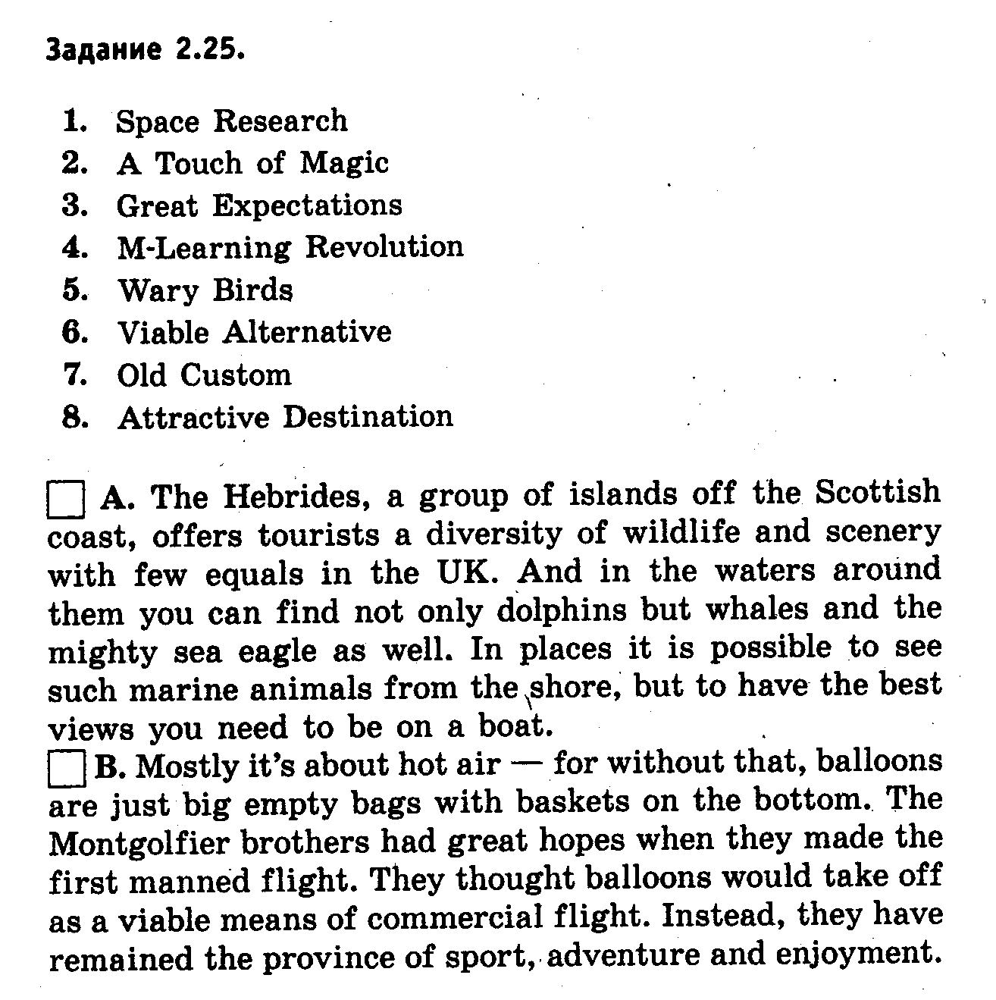 Задание 2.25.
1. Space Research
2. A Touch of Magic
3. Great Expectations
4. M-Learning Revolution
5. Wary Birds
6. Viable Alternative
7. Old Custom
8. Attractive Destination
A. The Hebrides, a group of islands off the Scottish
coast, offers tourists a diversity of wildlife and scenery
with few equals in the UK. And in the waters around
them you can find not only dolphins but whales and the
mighty sea eagle as well. In places it is possible to see
such marine animals from the shore, but to have the best
views you need to be on a boat.
B. Mostly it's about hot air — for without that, balloons
are just big empty bags with baskets on the bottom. The
Montgolfier brothers had great hopes when they made the
first manned flight. They thought balloons would take off
as a viable means of commercial flight. Instead, they have
remained the province of sport, adventure and enjoyment.